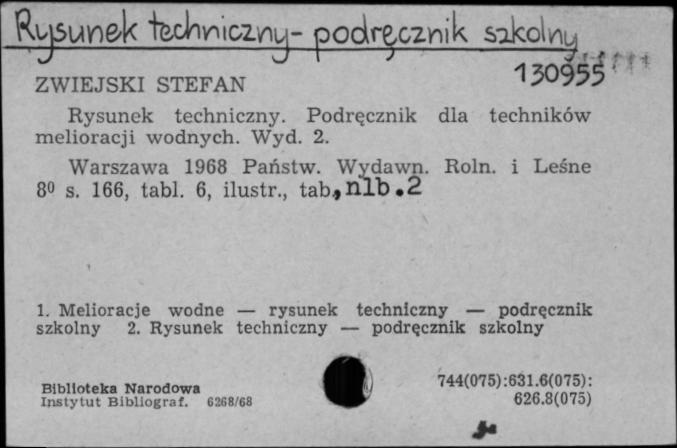 Rysunek techniczny- podręcznik szkolny
130955
ZWIEJSKI STEFAN
Rysunek techniczny. Podręcznik dla techników
melioracji wodnych. Wyd. 2.
Warszawa 1968 Państw. Wydawn. Roln. i Leśne
8⁰ s. 166, tabl. 6, ilustr., tab., nlb.2
1. Melioracje wodne — rysunek techniczny — podręcznik
szkolny 2. Rysunek techniczny — podręcznik szkolny
744(075):631.6(075):
626.8(075)
Biblioteka Narodowa
Instytut Bibliograf. 6268/68